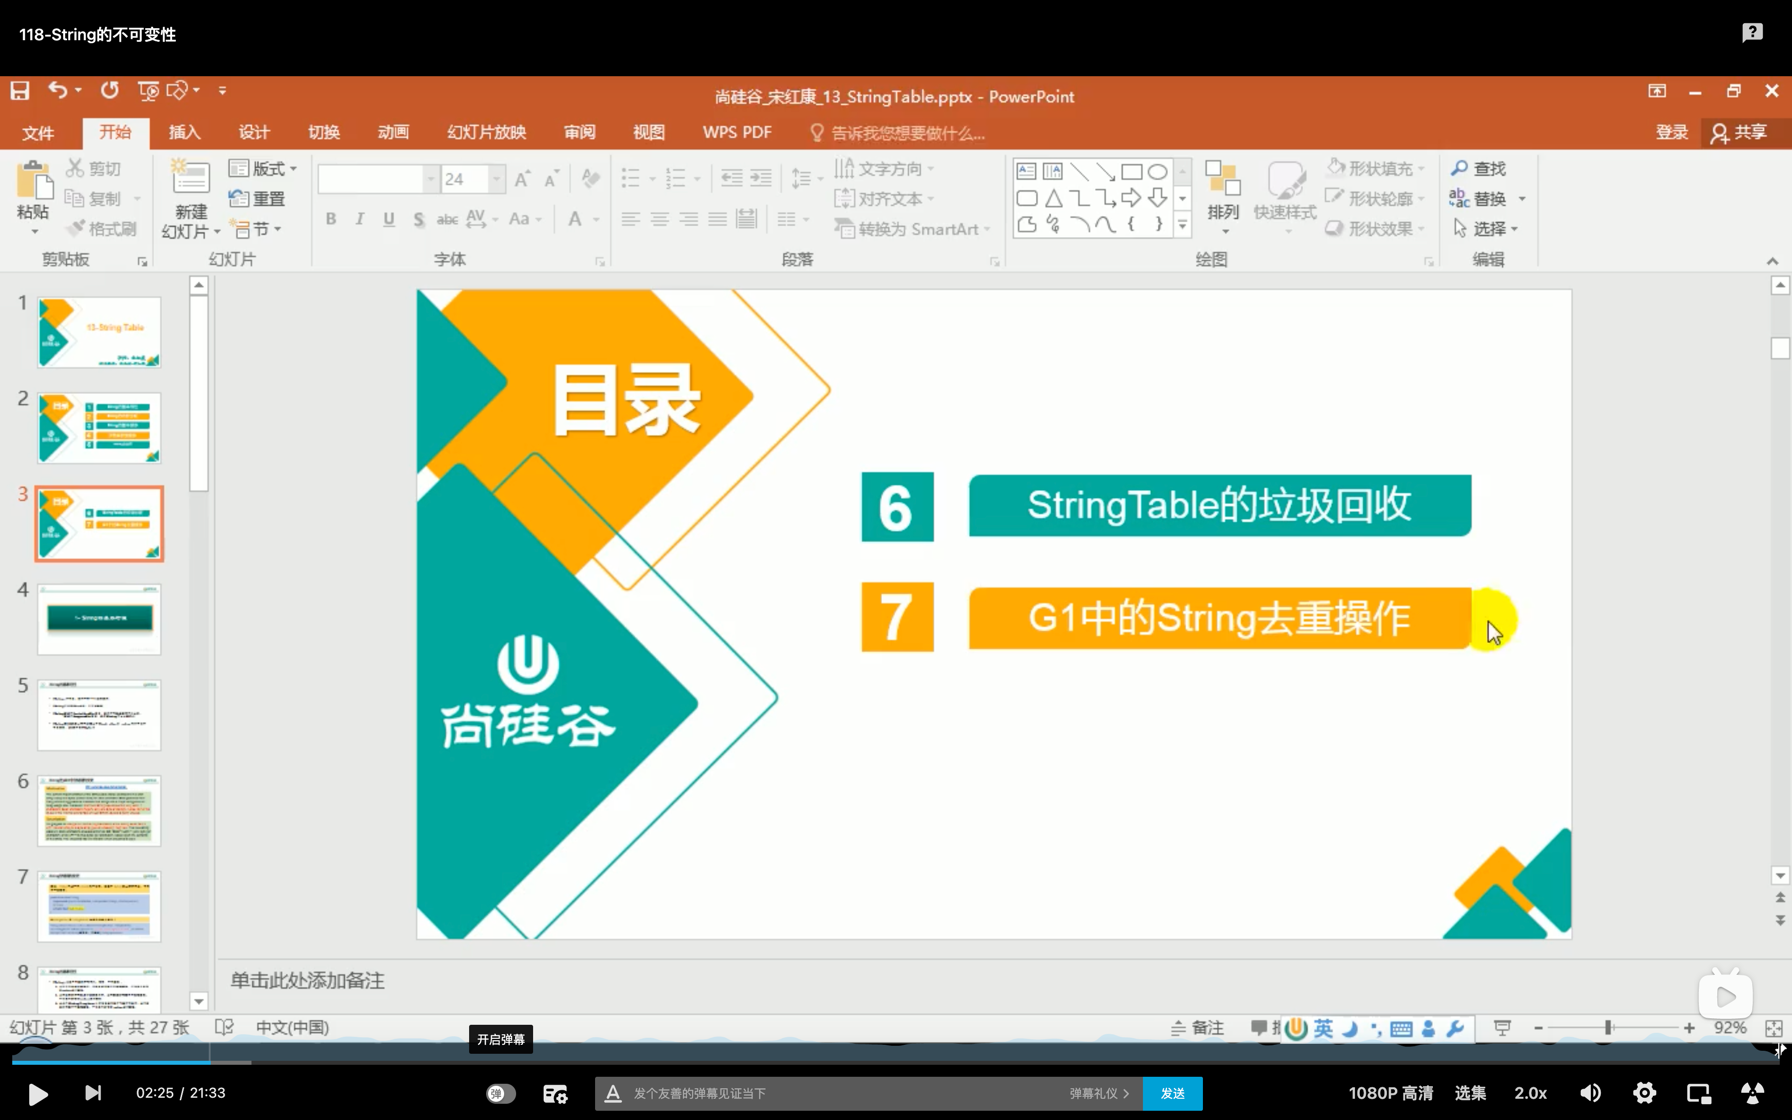 118-String的不可变性
尚硅谷_宋红康_13_StringTable.pptx - PowerPoint
文件 开始 插入 设计 切换 动画 幻灯片放映 审阅 视图 WPS PDF 告诉我您想要做什么... 登录 共享
粘贴 剪切 复制 格式刷 剪贴板
新建幻灯片 版式 重置 节 幻灯片
24 B I U S abc AV Aa A 字体
文字方向 对齐文本 转换为 SmartArt 段落
排列 快速样式 形状填充 形状轮廓 形状效果 绘图
查找 替换 选择 编辑
1
13-String Table
2
3
4
5
6
7
8
目录
尚硅谷
6 StringTable的垃圾回收
7 G1中的String去重操作
单击此处添加备注
幻灯片 第 3 张，共 27 张 中文(中国) 备注 英 92%
开启弹幕
02:25 / 21:33 弹 发个友善的弹幕见证当下 弹幕礼仪 发送 1080P 高清 选集 2.0x